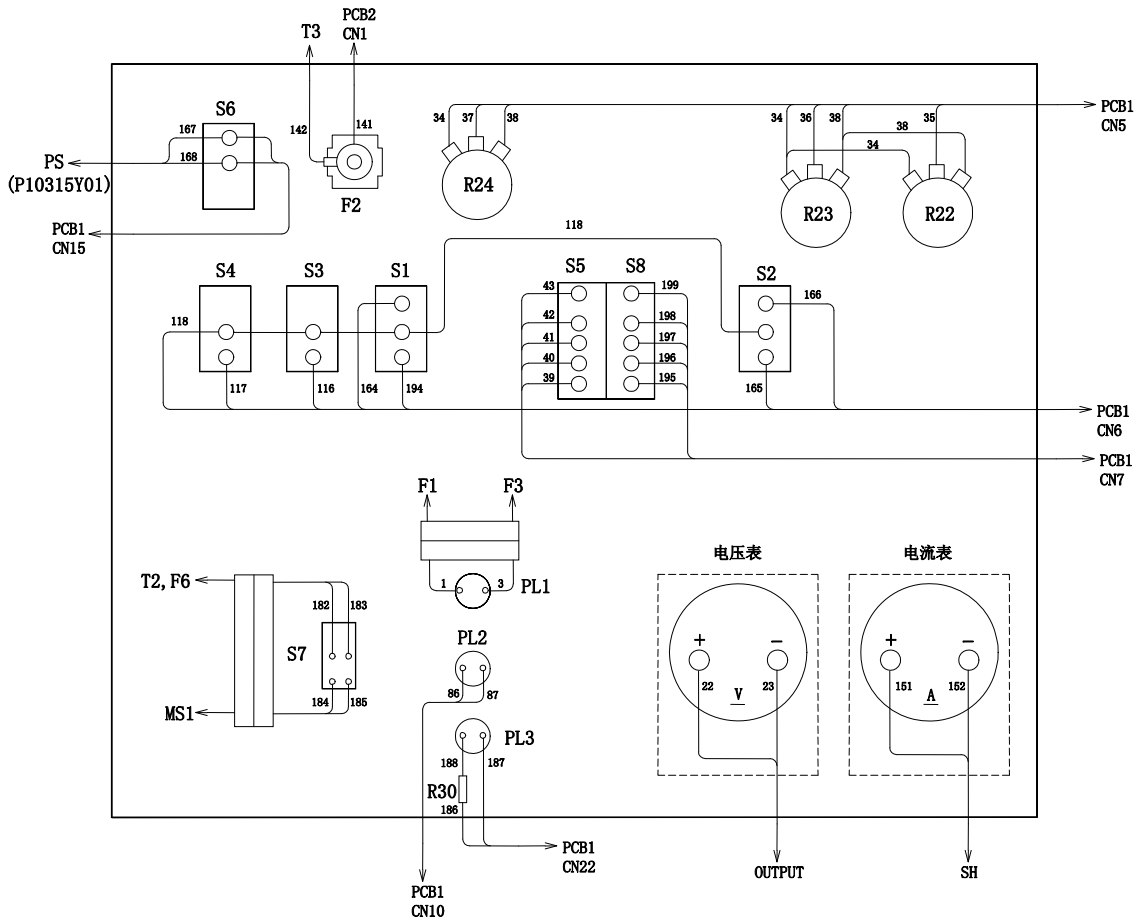 PCB2
CN1
T3
S6
167
168
PS
(P10315Y01)
PCB1
CN15
142
141
F2
34
37
38
R24
34
36
38
35
38
34
R23
R22
PCB1
CN5
118
S4
S3
S1
S5
S8
S2
118
117
116
164
194
43
42
41
40
39
199
198
197
196
195
166
165
PCB1
CN6
PCB1
CN7
F1
F3
1
3
PL1
T2, F6
182
183
S7
184
185
MS1
PL2
86
87
PL3
188
187
R30
186
PCB1
CN22
PCB1
CN10
电压表
+
-
22
23
V
OUTPUT
电流表
+
-
151
152
A
SH